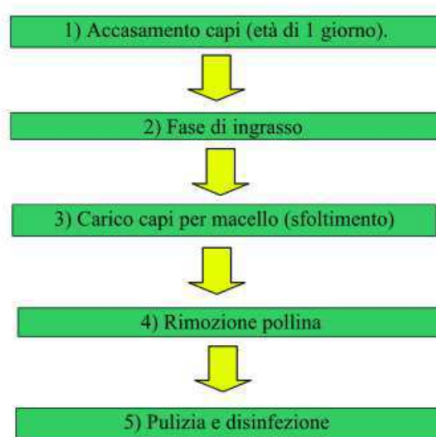 1) Accasamento capi (età di 1 giorno).
2) Fase di ingrasso
3) Carico capi per macello (sfoltimento)
4) Rimozione pollina
5) Pulizia e disinfezione